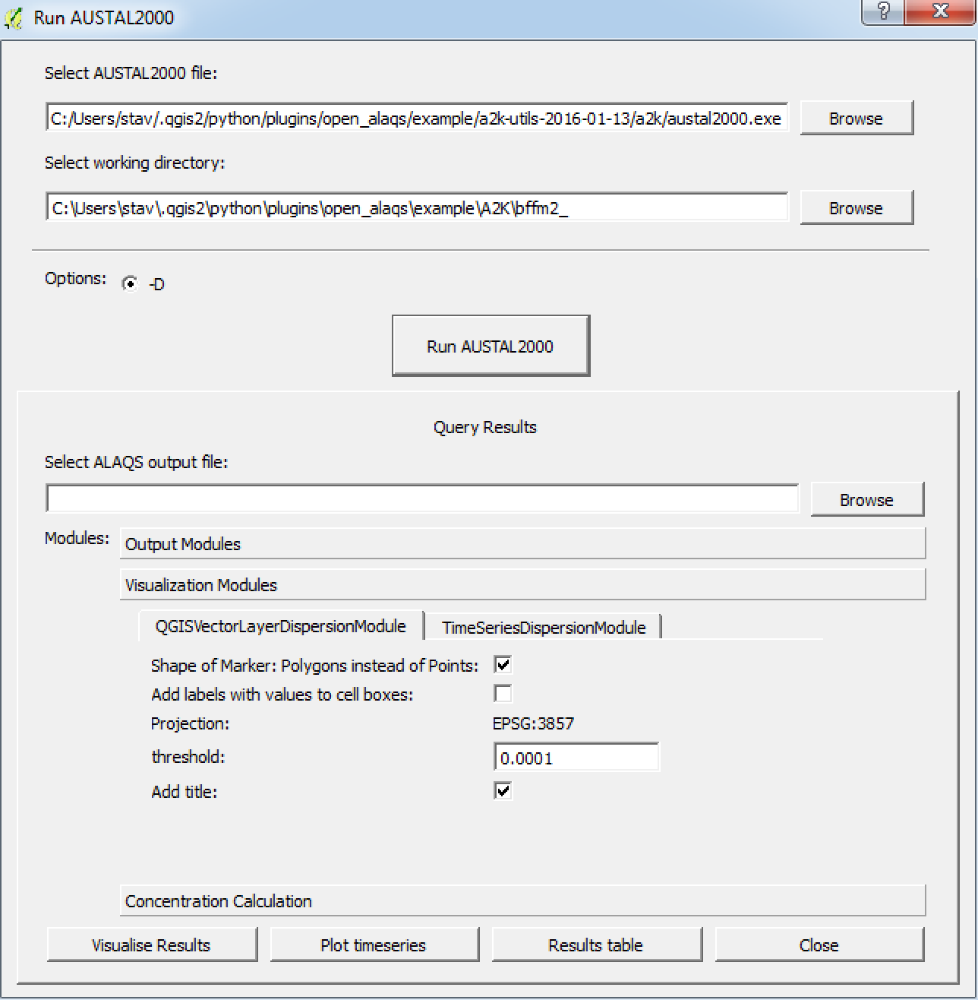 Run AUSTAL2000
?
X
Select AUSTAL2000 file:
C:/Users/stav/.qgis2/python/plugins/open_alaqs/example/a2k-utils-2016-01-13/a2k/austal2000.exe Browse
Select working directory:
C:\Users\stav\.qgis2\python\plugins\open_alaqs\example\A2K\bffm2_ Browse
Options: -D
Run AUSTAL2000
Query Results
Select ALAQS output file:
Browse
Modules: Output Modules
Visualization Modules
QGISVectorLayerDispersionModule TimeSeriesDispersionModule
Shape of Marker: Polygons instead of Points:
Add labels with values to cell boxes:
Projection: EPSG:3857
threshold: 0.0001
Add title:
Concentration Calculation
Visualise Results Plot timeseries Results table Close